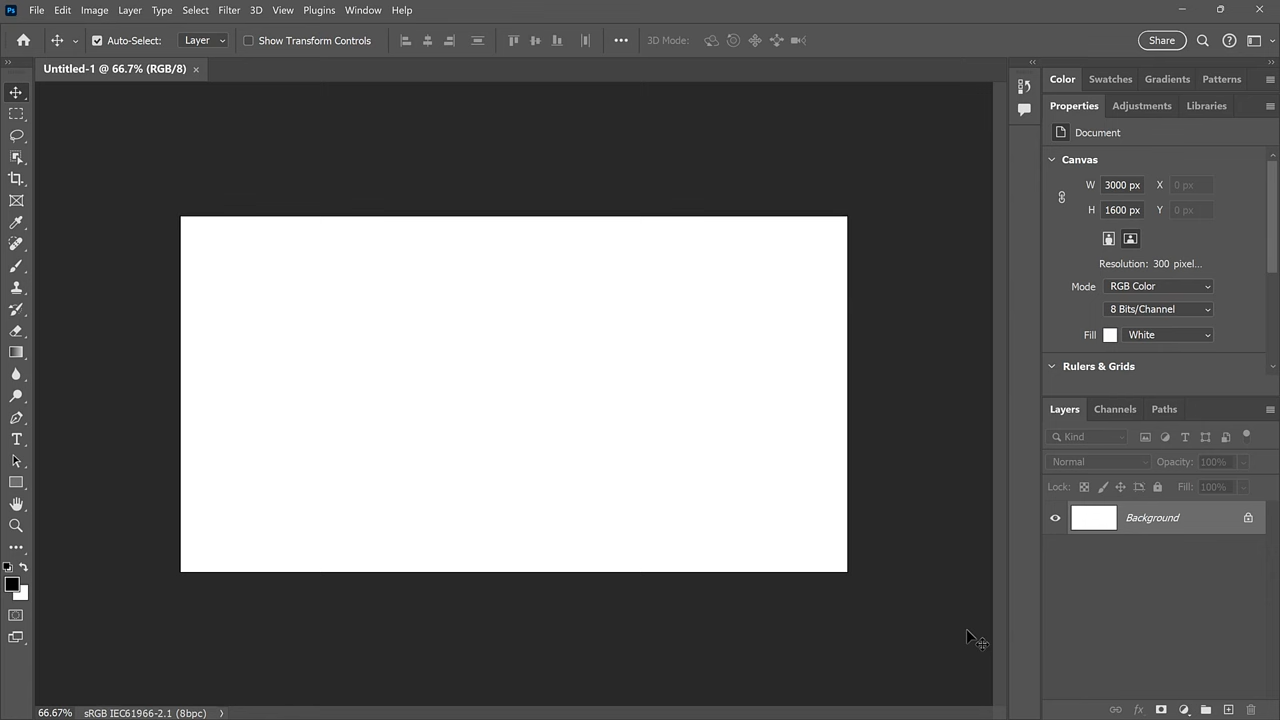 Ps File Edit Image Layer Type Select Filter 3D View Plugins Window Help
Auto-Select: Layer Show Transform Controls 3D Mode: Share
Untitled-1 @ 66.7% (RGB/8)
Color Swatches Gradients Patterns
Properties Adjustments Libraries
Document
Canvas
W 3000 px X 0 px
H 1600 px Y 0 px
Resolution: 300 pixel...
Mode RGB Color
8 Bits/Channel
Fill White
Rulers & Grids
Layers Channels Paths
Kind
Normal Opacity: 100%
Lock: Fill: 100%
Background
66.67% sRGB IEC61966-2.1 (8bpc)